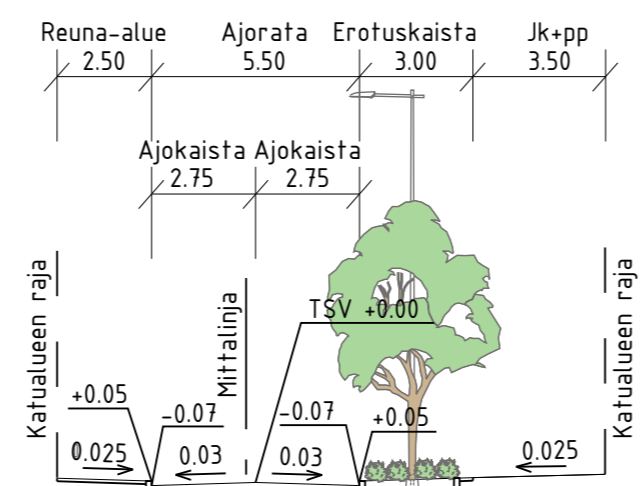 Reuna-alue Ajorata Erotuskaista Jk+pp
2.50 5.50 3.00 3.50
Ajokaista Ajokaista
2.75 2.75
Katualueen raja
Mittalinja
TSV +0.00
Katualueen raja
+0.05 -0.07 -0.07 +0.05
0.025 0.03 0.03 0.025